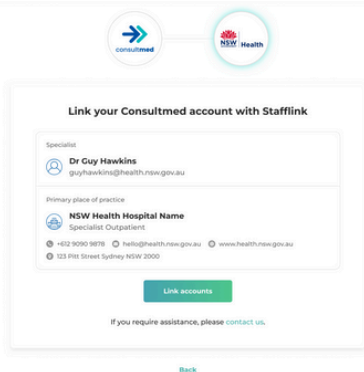 consultmed
NSW
GOVERNMENT
Health
Link your Consultmed account with Stafflink
Specialist
Dr Guy Hawkins
guyhawkins@health.nsw.gov.au
Primary place of practice
NSW Health Hospital Name
Specialist Outpatient
+612 9090 9878 hello@health.nsw.gov.au www.health.nsw.gov.au
123 Pitt Street Sydney NSW 2000
Link accounts
If you require assistance, please contact us.
Back